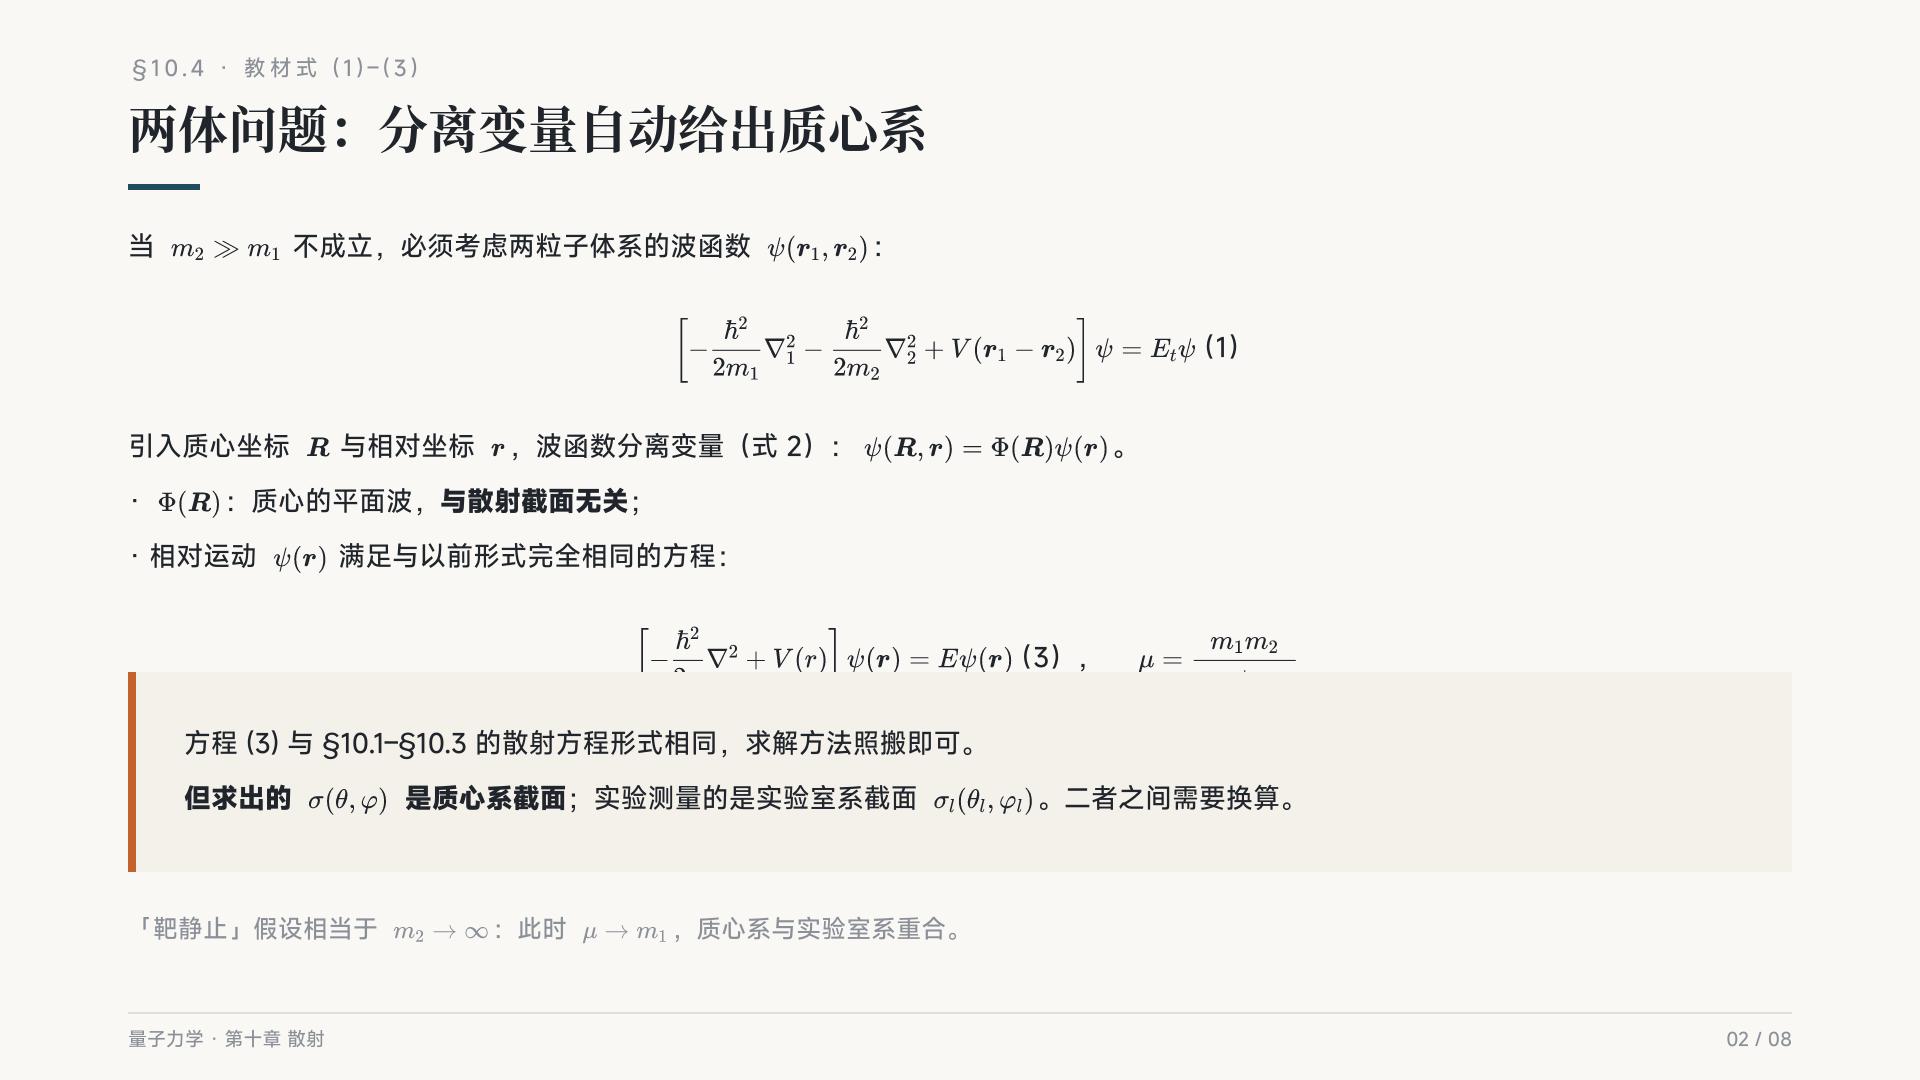 §10.4 · 教材式 (1)–(3)
两体问题：分离变量自动给出质心系
当 m₂ ≫ m₁ 不成立，必须考虑两粒子体系的波函数 ψ(r₁, r₂)：
[−ħ²/2m₁ ∇₁² − ħ²/2m₂ ∇₂² + V(r₁ − r₂)] ψ = Eₜψ (1)
引入质心坐标 R 与相对坐标 r，波函数分离变量（式 2）：ψ(R, r) = Φ(R)ψ(r)。
· Φ(R)：质心的平面波，与散射截面无关；
· 相对运动 ψ(r) 满足与以前形式完全相同的方程：
[−ħ²/2 ∇² + V(r)] ψ(r) = Eψ(r) (3) ， μ = m₁m₂
方程 (3) 与 §10.1–§10.3 的散射方程形式相同，求解方法照搬即可。
但求出的 σ(θ, φ) 是质心系截面；实验测量的是实验室系截面 σₗ(θₗ, φₗ)。二者之间需要换算。
「靶静止」假设相当于 m₂ → ∞：此时 μ → m₁，质心系与实验室系重合。
量子力学 · 第十章 散射
02 / 08